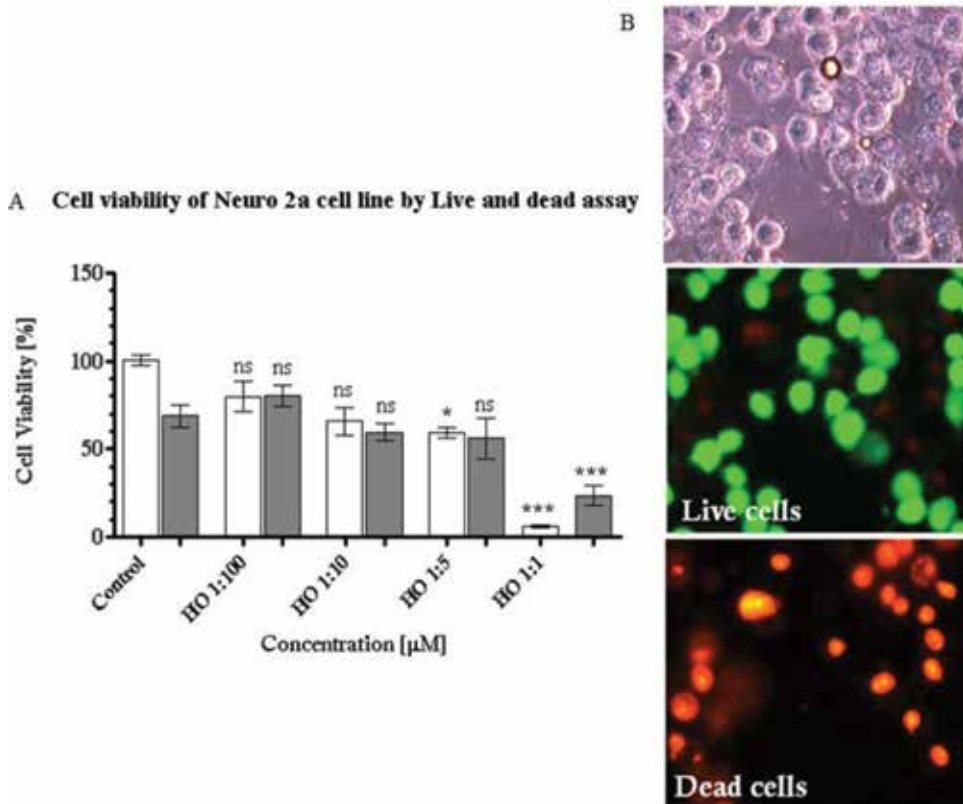 A
Cell viability of Neuro 2a cell line by Live and dead assay
Cell Viability [%]
150
100
50
0
ns
ns
ns
ns
*
ns
***
***
Control
HO 1:100
HO 1:10
HO 1:5
HO 1:1
Concentration [µM]
B
Live cells
Dead cells